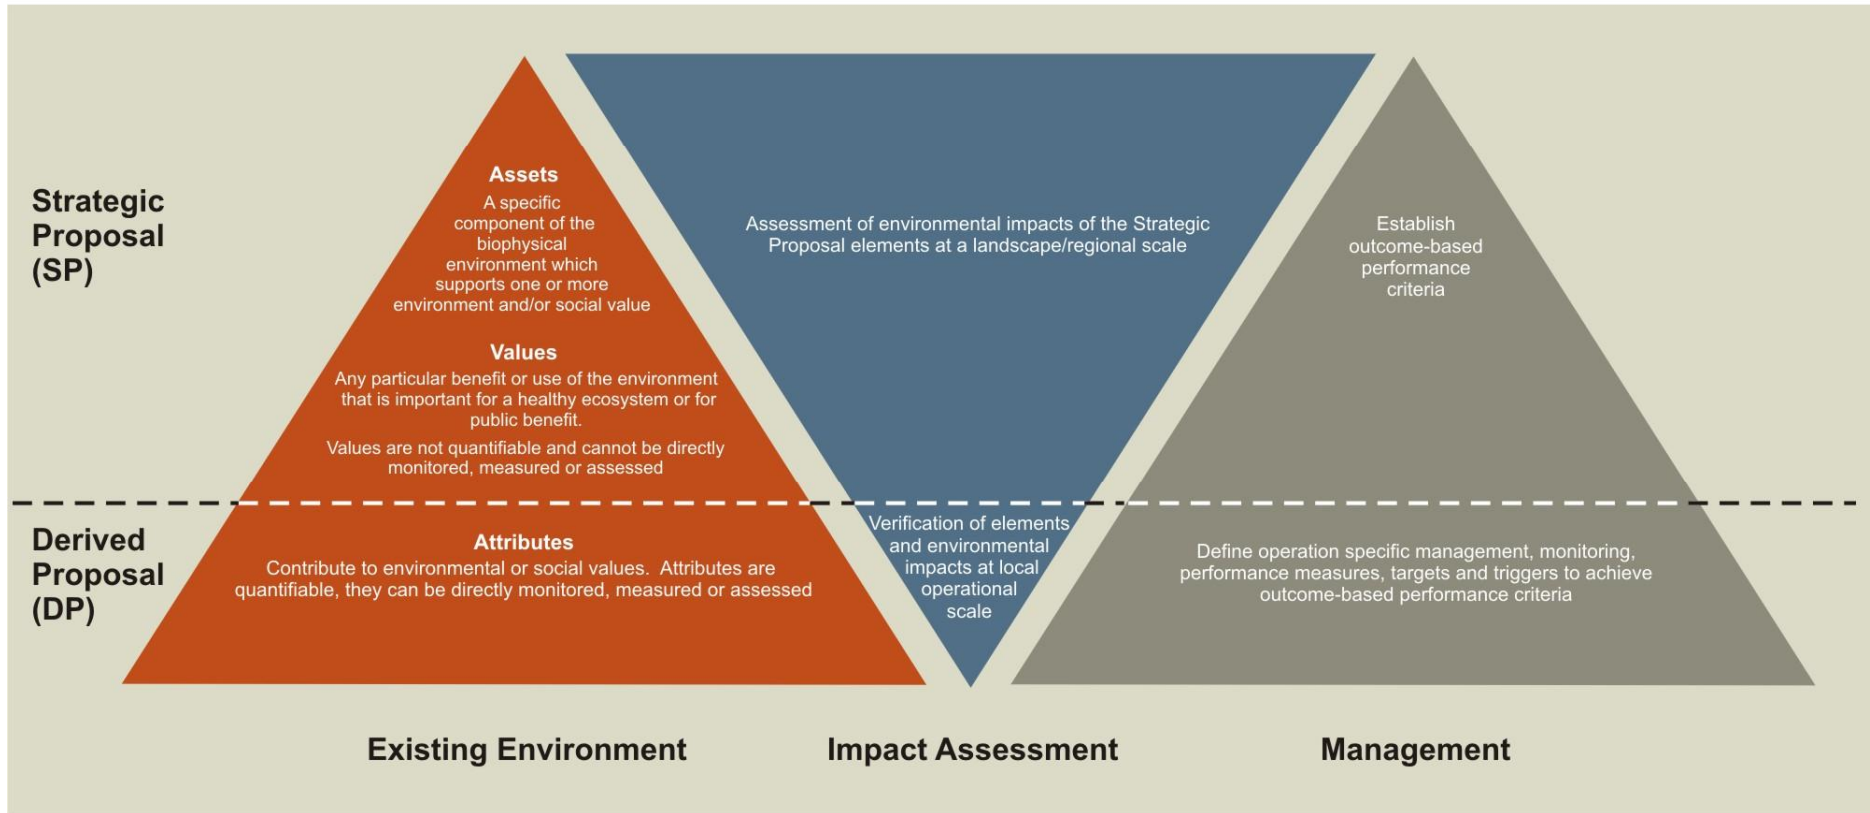 Strategic
Proposal
(SP)
Assets
A specific
component of the
biophysical
environment which
supports one or more
environment and/or social value
Values
Any particular benefit or use of the environment
that is important for a healthy ecosystem or for
public benefit.
Values are not quantifiable and cannot be directly
monitored, measured or assessed
Assessment of environmental impacts of the Strategic
Proposal elements at a landscape/regional scale
Establish
outcome-based
performance
criteria
Derived
Proposal
(DP)
Attributes
Contribute to environmental or social values.  Attributes are
quantifiable, they can be directly monitored, measured or assessed
Verification of elements
and environmental
impacts at local
operational
scale
Define operation specific management, monitoring,
performance measures, targets and triggers to achieve
outcome-based performance criteria
Existing Environment
Impact Assessment
Management